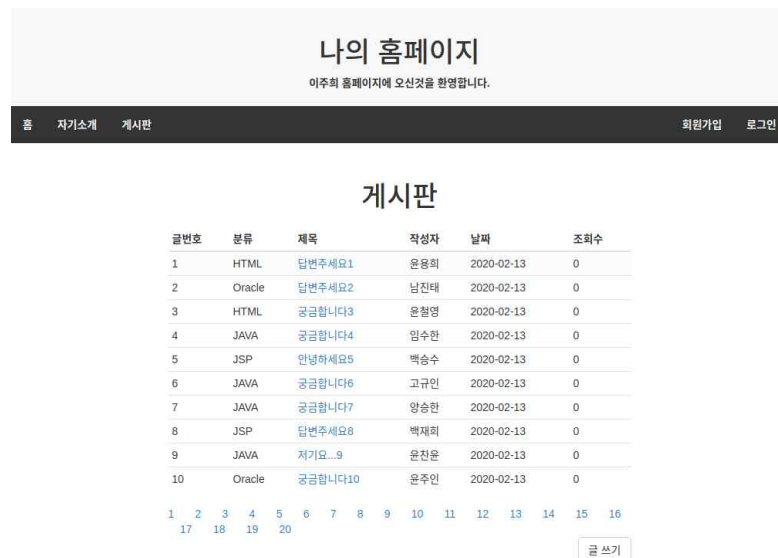 나의 홈페이지
이주희 홈페이지에 오신것을 환영합니다.
홈 자기소개 게시판 회원가입 로그인
게시판
글번호 분류 제목 작성자 날짜 조회수
1 HTML 답변주세요1 윤용희 2020-02-13 0
2 Oracle 답변주세요2 남진태 2020-02-13 0
3 HTML 궁금합니다3 윤철영 2020-02-13 0
4 JAVA 궁금합니다4 임수한 2020-02-13 0
5 JSP 안녕하세요5 백승수 2020-02-13 0
6 JAVA 궁금합니다6 고규인 2020-02-13 0
7 JAVA 궁금합니다7 양승한 2020-02-13 0
8 JSP 답변주세요8 백재희 2020-02-13 0
9 JAVA 저기요...9 윤찬윤 2020-02-13 0
10 Oracle 궁금합니다10 윤주인 2020-02-13 0
1 2 3 4 5 6 7 8 9 10 11 12 13 14 15 16
17 18 19 20
글 쓰기